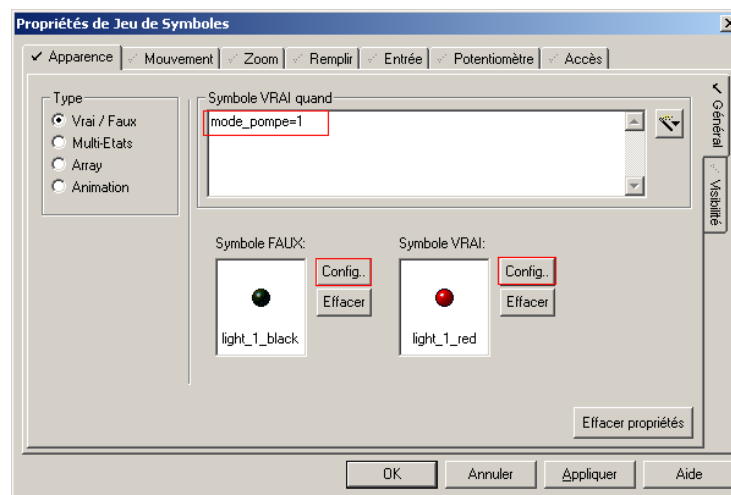 Propriétés de Jeu de Symboles
Apparence Mouvement Zoom Remplir Entrée Potentiomètre Accès
Type
Vrai / Faux
Multi-Etats
Array
Animation
Symbole VRAI quand
mode_pompe=1
Général
Visibilité
Symbole FAUX:
Config..
Effacer
light_1_black
Symbole VRAI:
Config..
Effacer
light_1_red
Effacer propriétés
OK Annuler Appliquer Aide